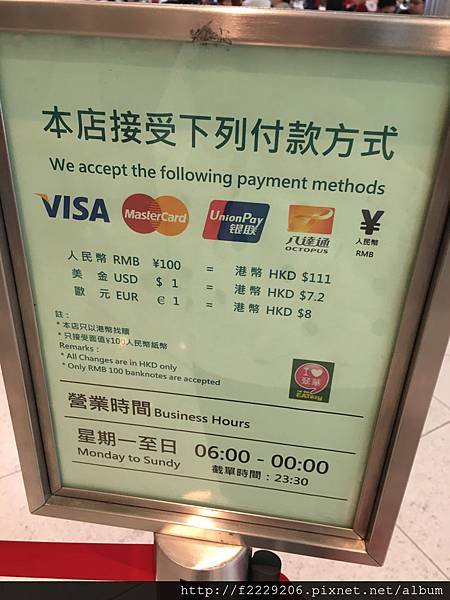 本店接受下列付款方式
We accept the following payment methods
VISA MasterCard UnionPay 银联 八達通 OCTOPUS ¥ 人民幣 RMB
人民幣 RMB ¥100 = 港幣 HKD $111
美 金 USD $ 1 = 港幣 HKD $7.2
歐 元 EUR € 1 = 港幣 HKD $8
註：
* 本店只以港幣找贖
* 只接受面值¥100人民幣紙幣
Remarks：
* All Changes are in HKD only
* Only RMB 100 banknotes are accepted
營業時間 Business Hours
星期一至日 06:00 - 00:00
Monday to Sundy 截單時間：23:30
http://f2229206.pixnet.net/album